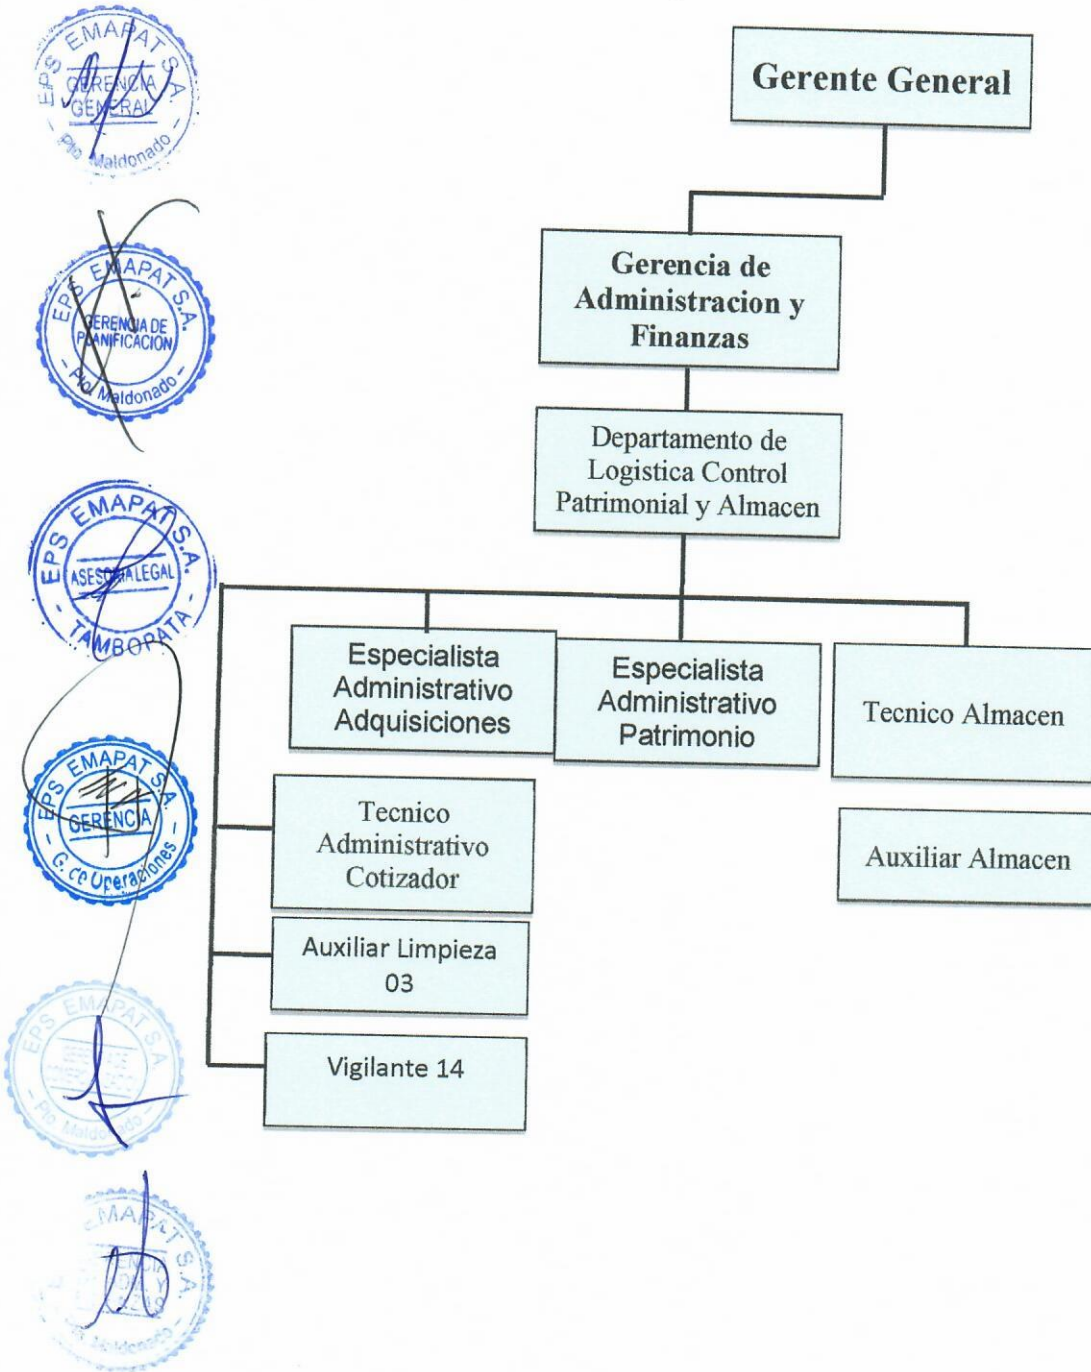 EPS EMAPAT S.A.
GERENCIA
GENERAL
- Pto. Maldonado -
EPS EMAPAT S.A.
GERENCIA DE
PLANIFICACION
- Pto. Maldonado -
EPS EMAPAT S.A.
ASESORIA LEGAL
- TAMBOPATA -
EPS EMAPAT S.A.
GERENCIA
- G. de Operaciones -
EPS EMAPAT S.A.
- Pto. Maldonado -
EMAPAT S.A.
Maldonado -
Gerente General
Gerencia de
Administracion y
Finanzas
Departamento de
Logistica Control
Patrimonial y Almacen
Especialista
Administrativo
Adquisiciones
Especialista
Administrativo
Patrimonio
Tecnico Almacen
Tecnico
Administrativo
Cotizador
Auxiliar Almacen
Auxiliar Limpieza
03
Vigilante 14